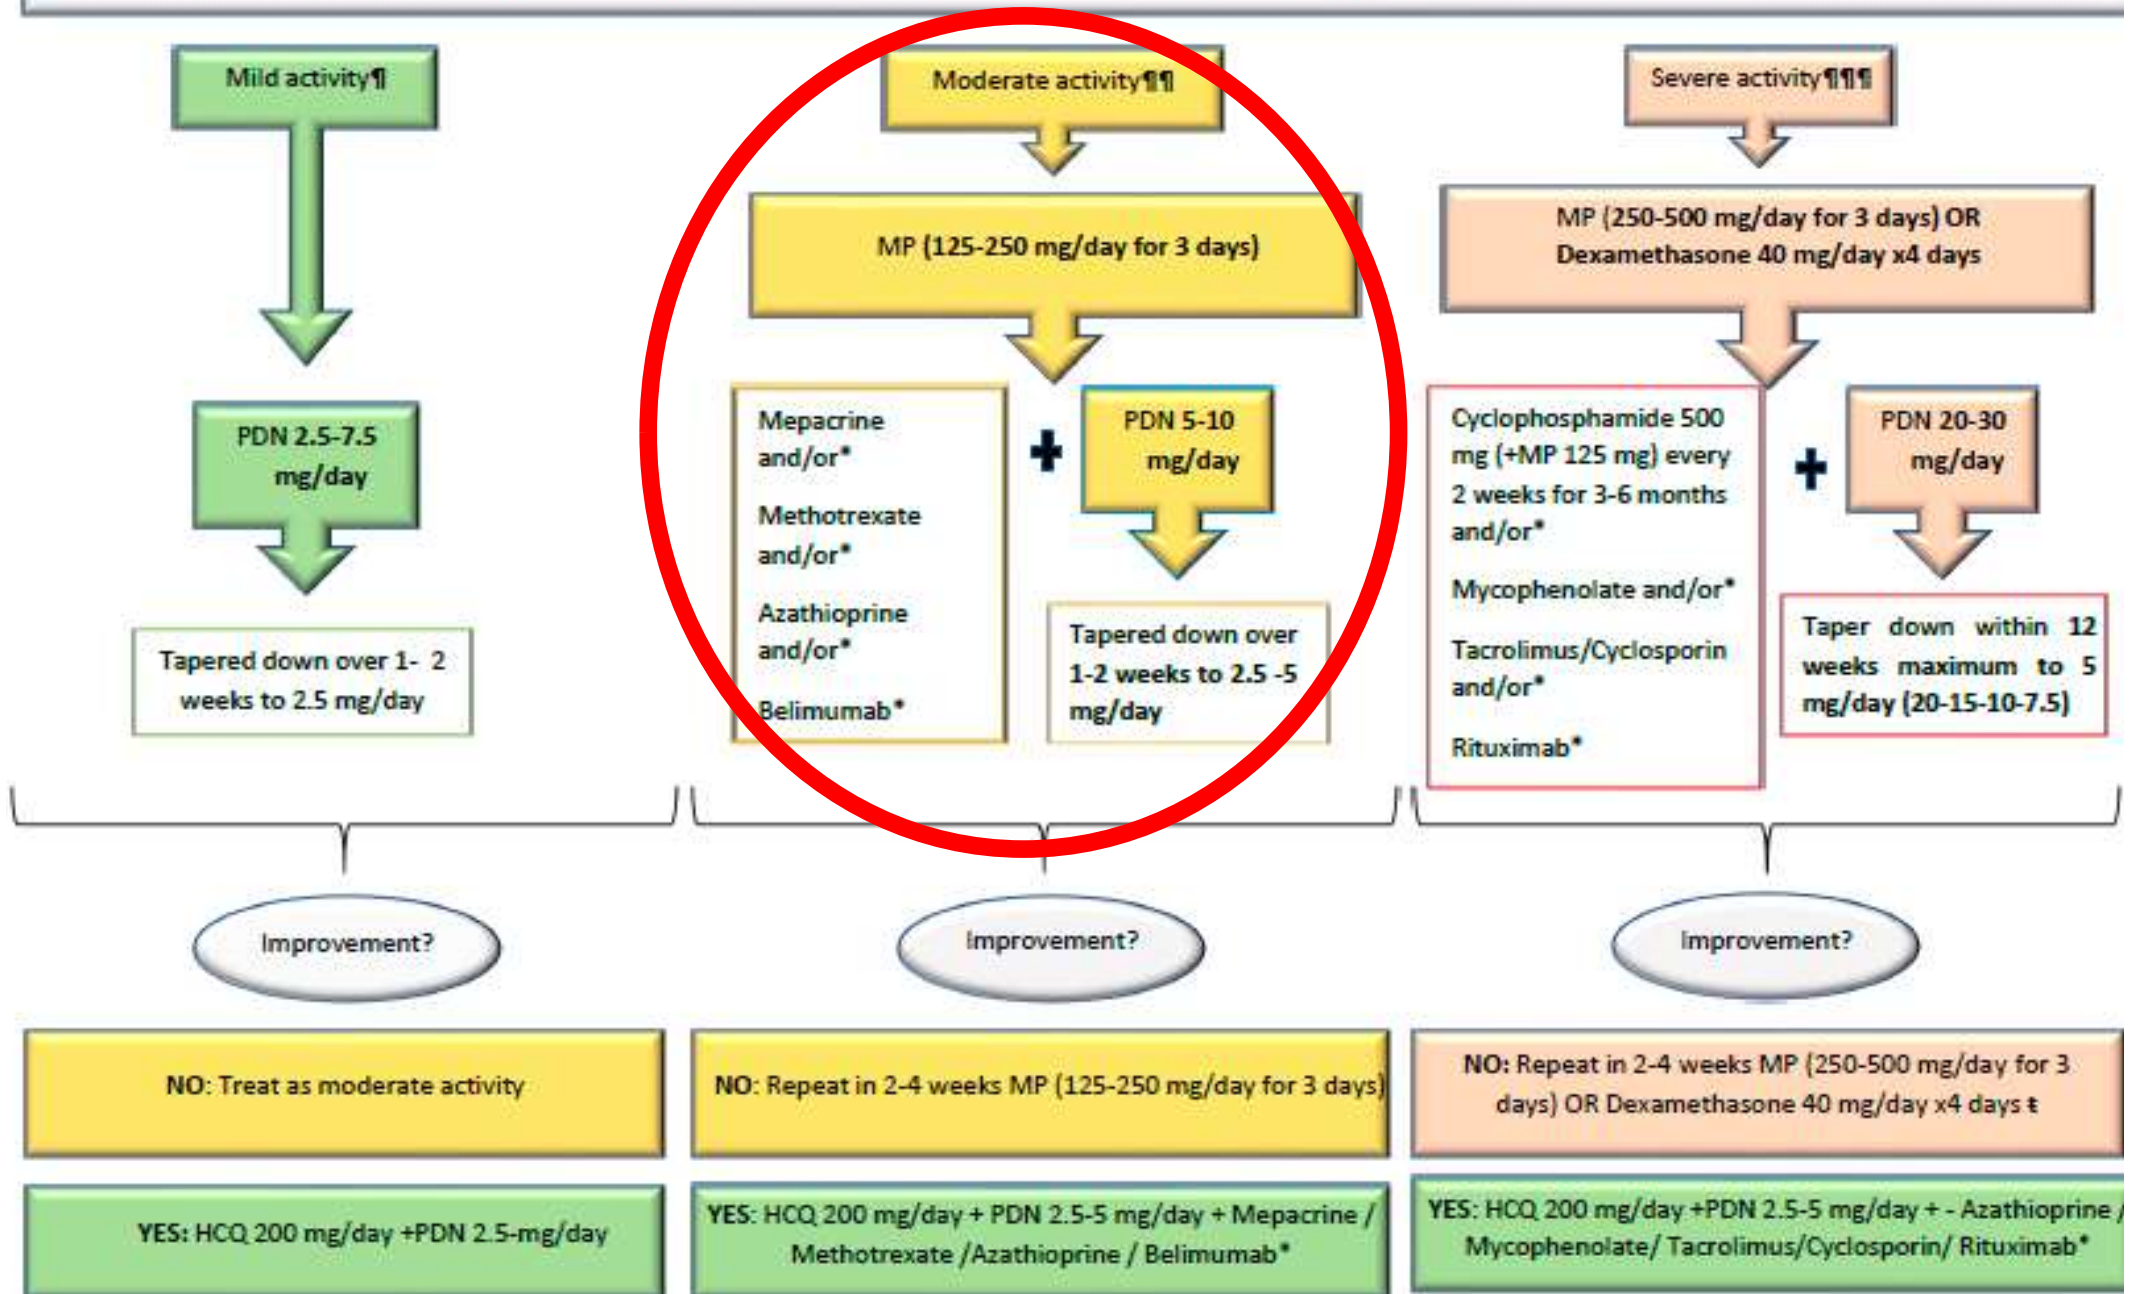 Mild activity¶
PDN 2.5-7.5
mg/day
Tapered down over 1- 2
weeks to 2.5 mg/day
Moderate activity¶¶
MP (125-250 mg/day for 3 days)
Mepacrine
and/or*
Methotrexate
and/or*
Azathioprine
and/or*
Belimumab*
PDN 5-10
mg/day
Tapered down over
1-2 weeks to 2.5 -5
mg/day
Severe activity¶¶¶
MP (250-500 mg/day for 3 days) OR
Dexamethasone 40 mg/day x4 days
Cyclophosphamide 500
mg (+MP 125 mg) every
2 weeks for 3-6 months
and/or*
Mycophenolate and/or*
Tacrolimus/Cyclosporin
and/or*
Rituximab*
PDN 20-30
mg/day
Taper down within 12
weeks maximum to 5
mg/day (20-15-10-7.5)
Improvement?
Improvement?
Improvement?
NO: Treat as moderate activity
NO: Repeat in 2-4 weeks MP (125-250 mg/day for 3 days)
NO: Repeat in 2-4 weeks MP (250-500 mg/day for 3
days) OR Dexamethasone 40 mg/day x4 days ŧ
YES: HCQ 200 mg/day +PDN 2.5-mg/day
YES: HCQ 200 mg/day + PDN 2.5-5 mg/day + Mepacrine /
Methotrexate /Azathioprine / Belimumab*
YES: HCQ 200 mg/day +PDN 2.5-5 mg/day + - Azathioprine /
Mycophenolate/ Tacrolimus/Cyclosporin/ Rituximab*